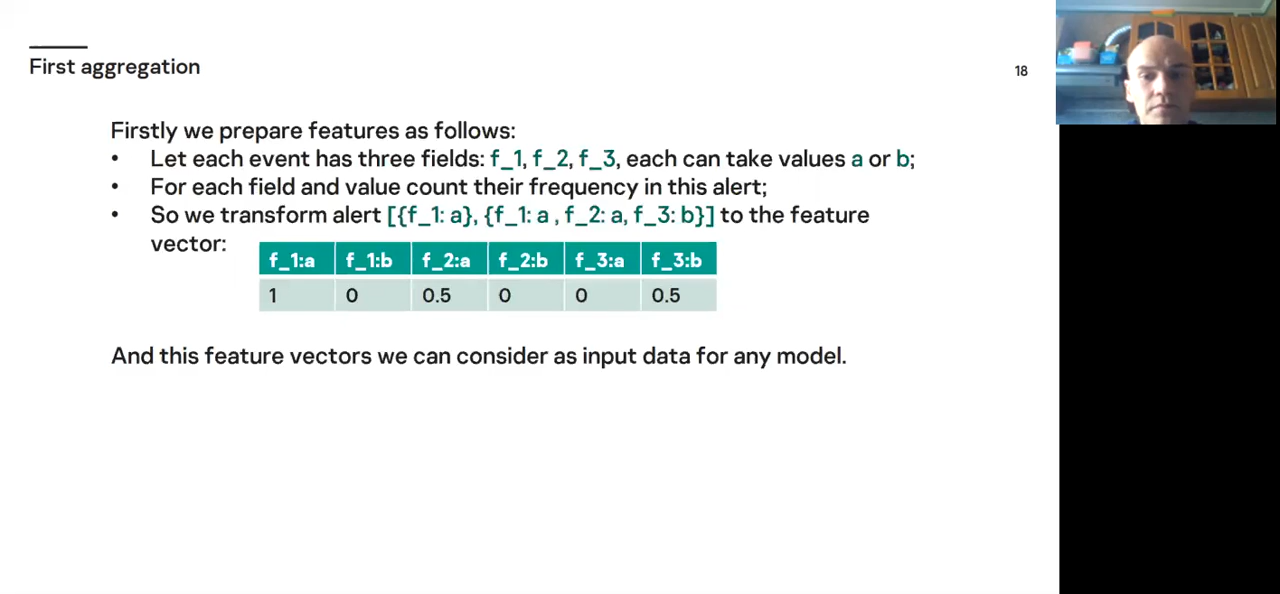 First aggregation
18
Firstly we prepare features as follows:
• Let each event has three fields: f_1, f_2, f_3, each can take values a or b;
• For each field and value count their frequency in this alert;
• So we transform alert [{f_1: a}, {f_1: a , f_2: a, f_3: b}] to the feature
vector:
f_1:a f_1:b f_2:a f_2:b f_3:a f_3:b
1 0 0.5 0 0 0.5
And this feature vectors we can consider as input data for any model.